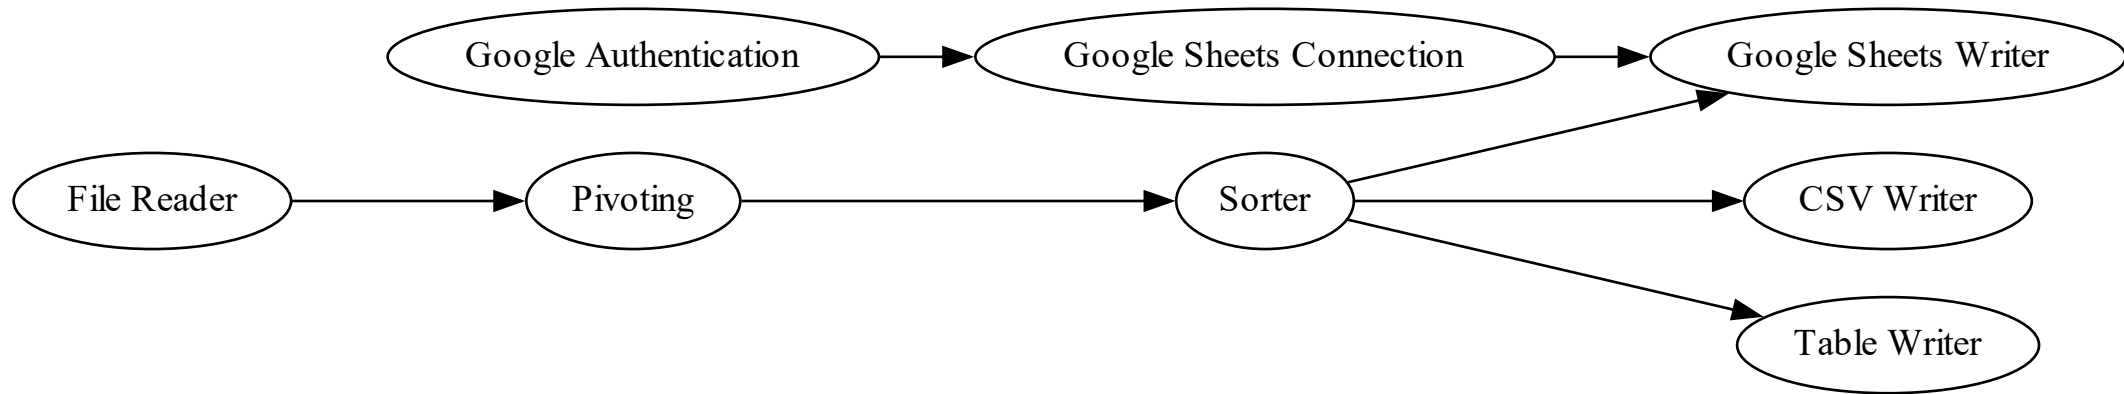 Google Authentication
Google Sheets Connection
Google Sheets Writer
File Reader
Pivoting
Sorter
CSV Writer
Table Writer